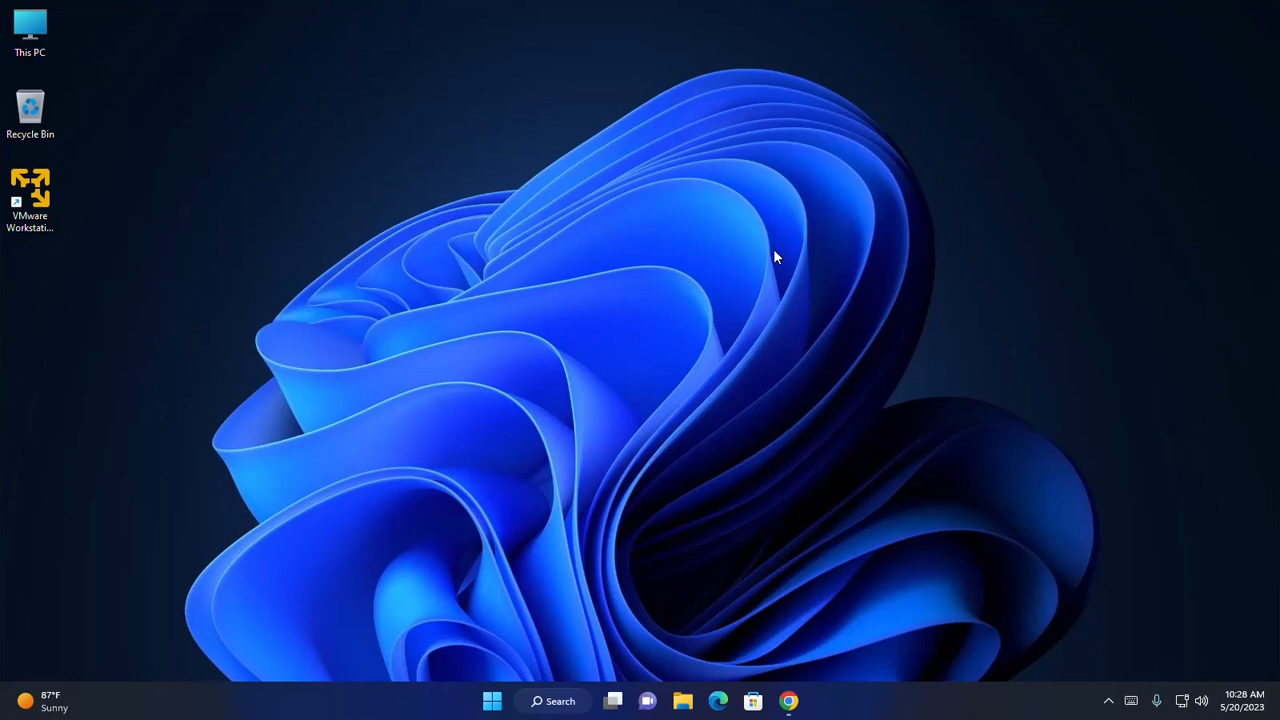 This PC
Recycle Bin
VMware
Workstati...
87°F
Sunny
Search
10:28 AM
5/20/2023